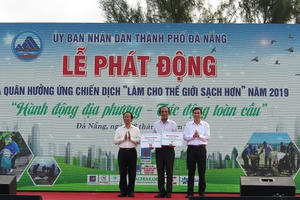 ỦY BAN NHÂN DÂN THÀNH PHỐ ĐÀ NẴNG
LỄ PHÁT ĐỘNG
QUÂN HƯỞNG ỨNG CHIẾN DỊCH "LÀM CHO THẾ GIỚI SẠCH HƠN" NĂM 2019
"Hành động địa phương - Tác động toàn cầu"
Đà Nẵng,